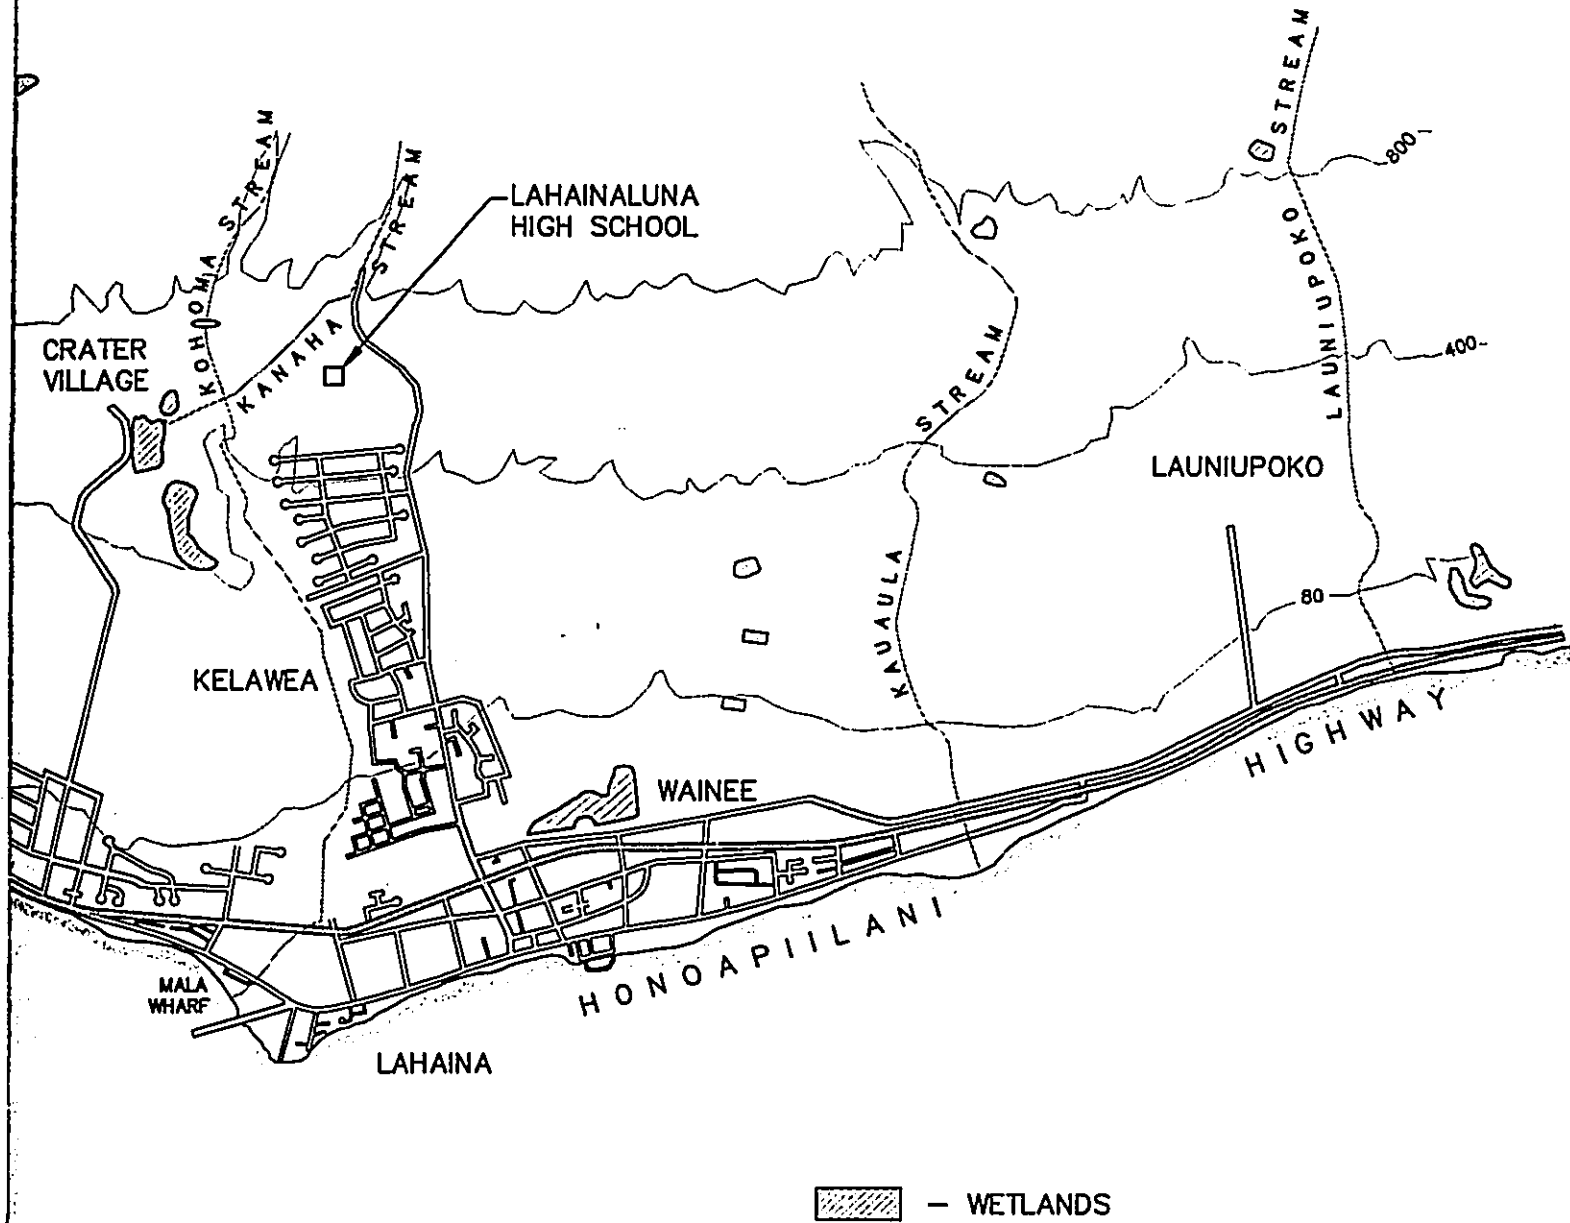 STREAM
STREAM
STREAM
800
LAHAINALUNA
HIGH SCHOOL
KOHOMA
KANAHA
LAUNIUPOKO
CRATER
VILLAGE
STREAM
400
LAUNIUPOKO
KAUAULA
80
KELAWEA
WAINEE
HONOAPIILANI HIGHWAY
MALA
WHARF
LAHAINA
– WETLANDS